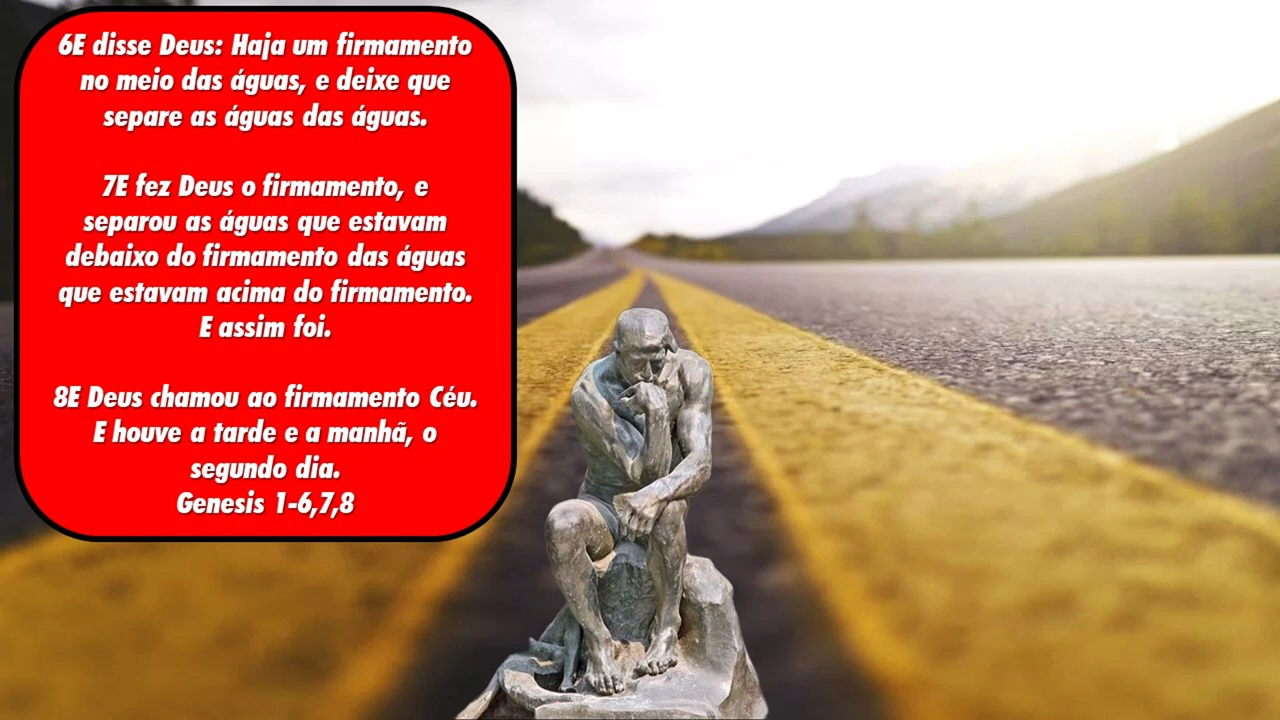 6E disse Deus: Haja um firmamento
no meio das águas, e deixe que
separe as águas das águas.
7E fez Deus o firmamento, e
separou as águas que estavam
debaixo do firmamento das águas
que estavam acima do firmamento.
E assim foi.
8E Deus chamou ao firmamento Céu.
E houve a tarde e a manhã, o
segundo dia.
Genesis 1-6,7,8